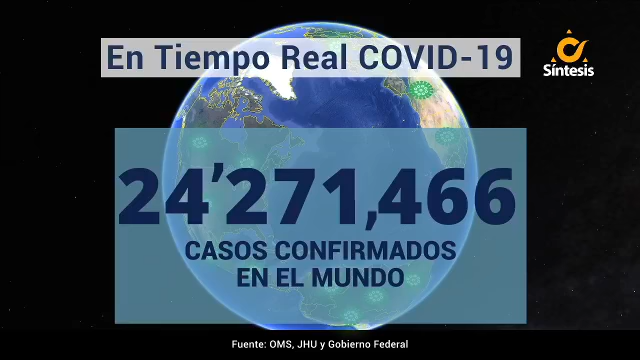 En Tiempo Real COVID-19
Síntesis
24’271,466
CASOS CONFIRMADOS
EN EL MUNDO
Fuente: OMS, JHU y Gobierno Federal